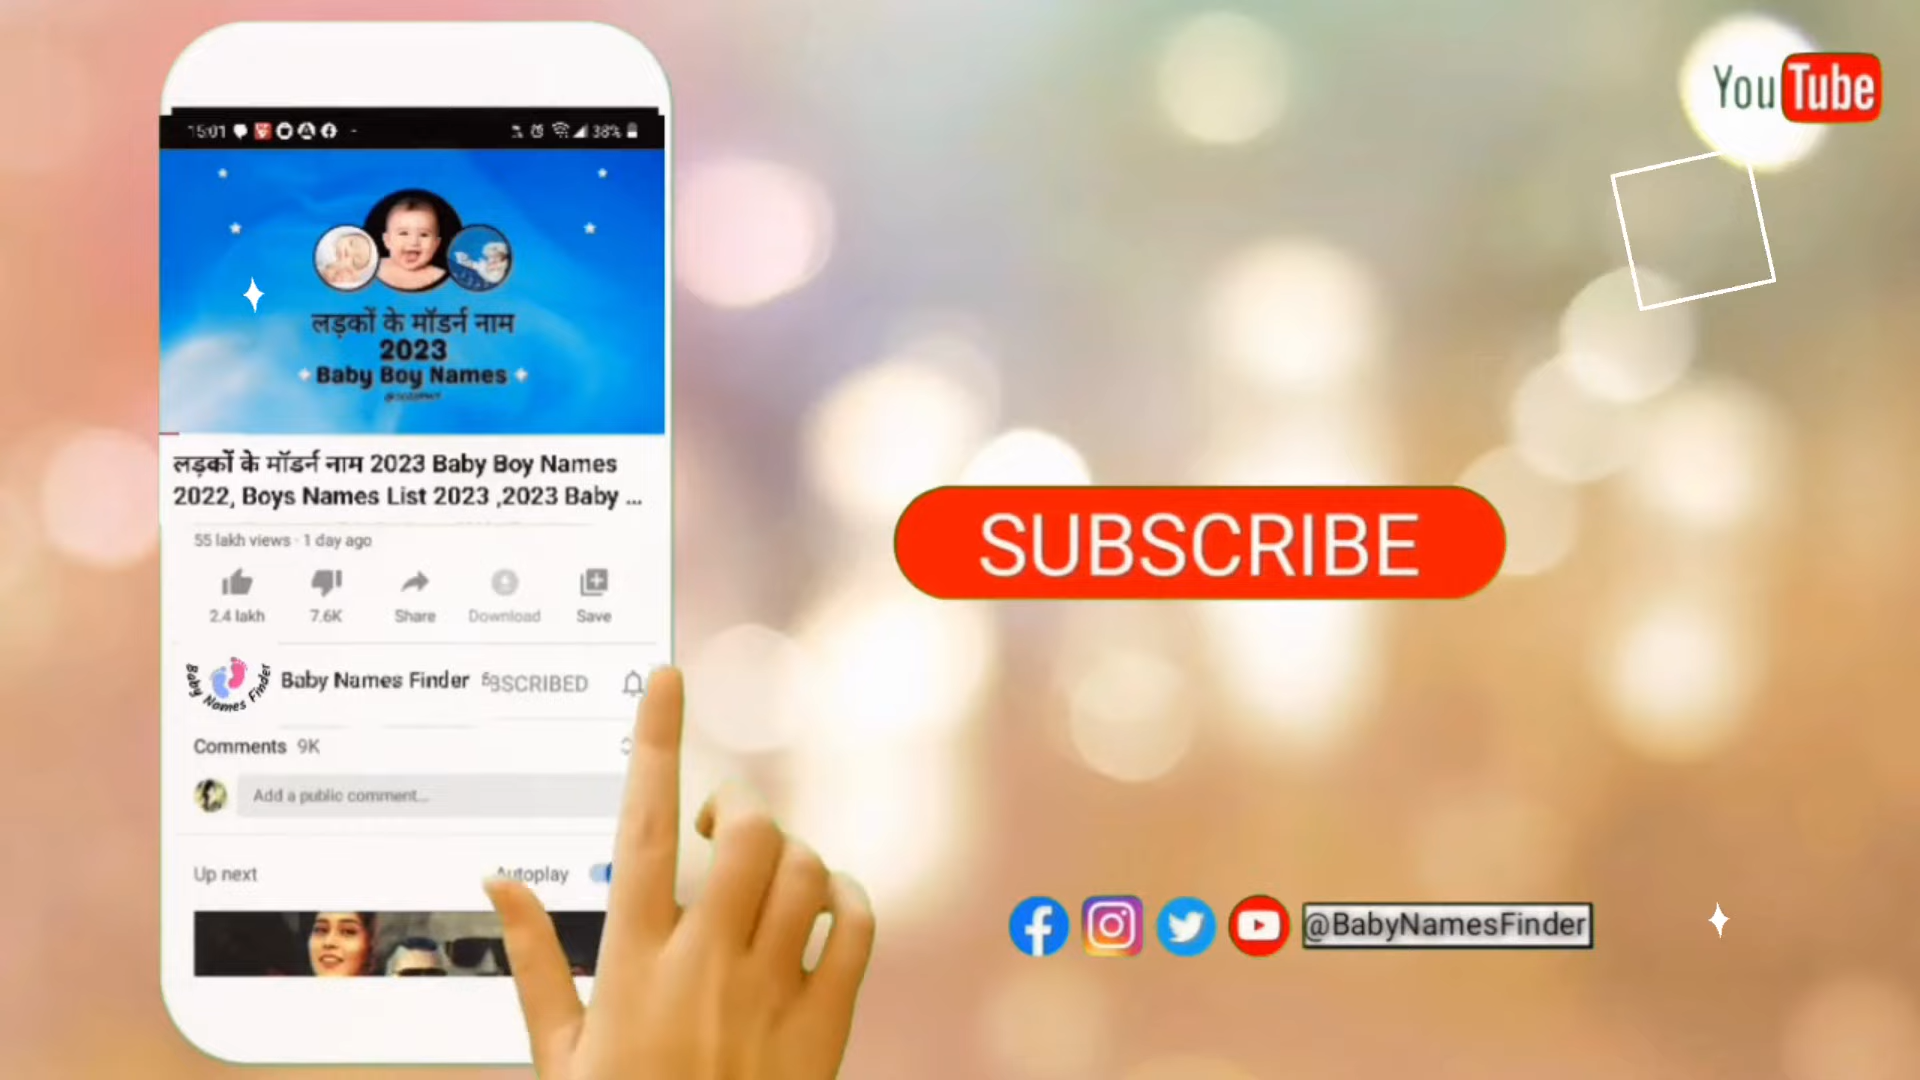 YouTube
15:01
38%
लड़कों के मॉडर्न नाम
2023
Baby Boy Names
लड़कों के मॉडर्न नाम 2023 Baby Boy Names
2022, Boys Names List 2023 ,2023 Baby ...
55 lakh views · 1 day ago
2.4 lakh 7.6K Share Download Save
Baby Names Finder
Baby Names Finder BSCRIBED
Comments 9K
Add a public comment...
Up next Autoplay
SUBSCRIBE
@BabyNamesFinder